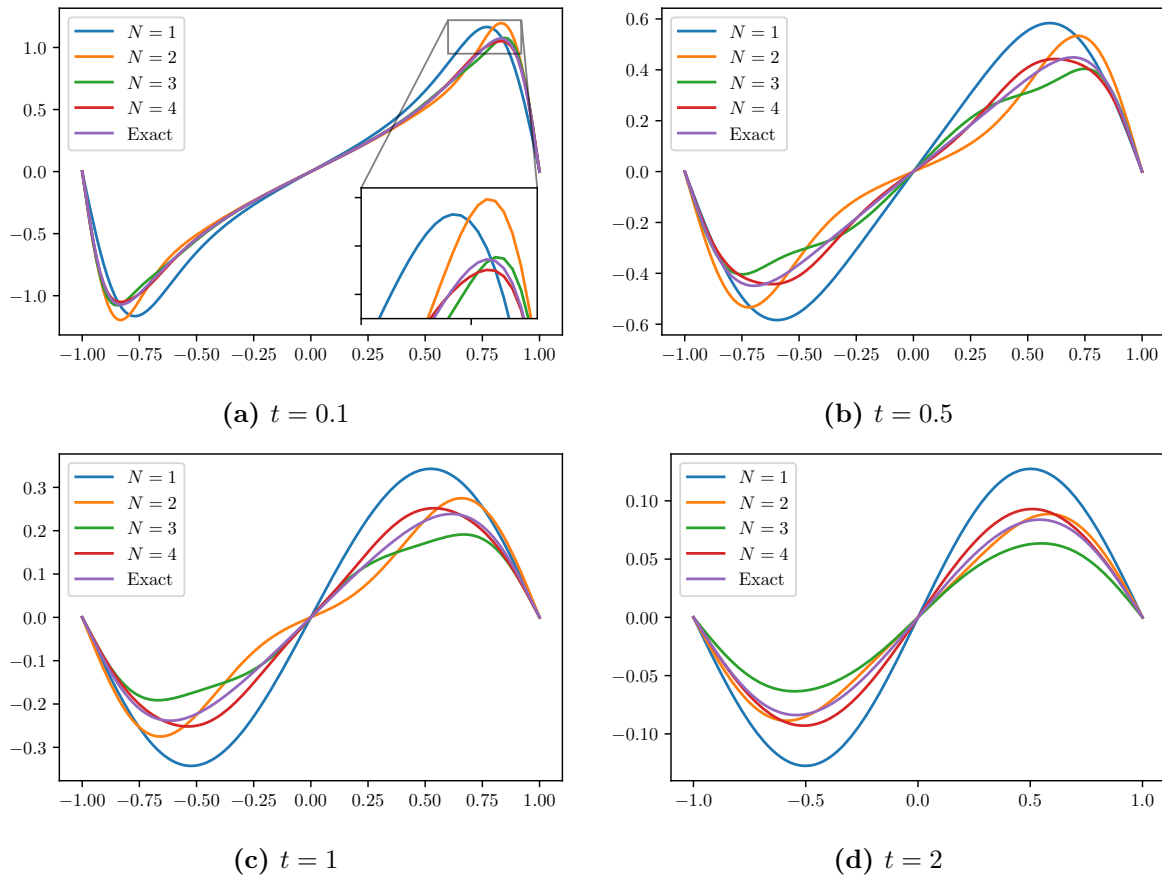 N = 1
N = 2
N = 3
N = 4
Exact
1.0
0.5
0.0
−0.5
−1.0
−1.00 −0.75 −0.50 −0.25 0.00 0.25 0.50 0.75 1.00
(a) t = 0.1
N = 1
N = 2
N = 3
N = 4
Exact
0.6
0.4
0.2
0.0
−0.2
−0.4
−0.6
−1.00 −0.75 −0.50 −0.25 0.00 0.25 0.50 0.75 1.00
(b) t = 0.5
N = 1
N = 2
N = 3
N = 4
Exact
0.3
0.2
0.1
0.0
−0.1
−0.2
−0.3
−1.00 −0.75 −0.50 −0.25 0.00 0.25 0.50 0.75 1.00
(c) t = 1
N = 1
N = 2
N = 3
N = 4
Exact
0.10
0.05
0.00
−0.05
−0.10
−1.0 −0.5 0.0 0.5 1.0
(d) t = 2